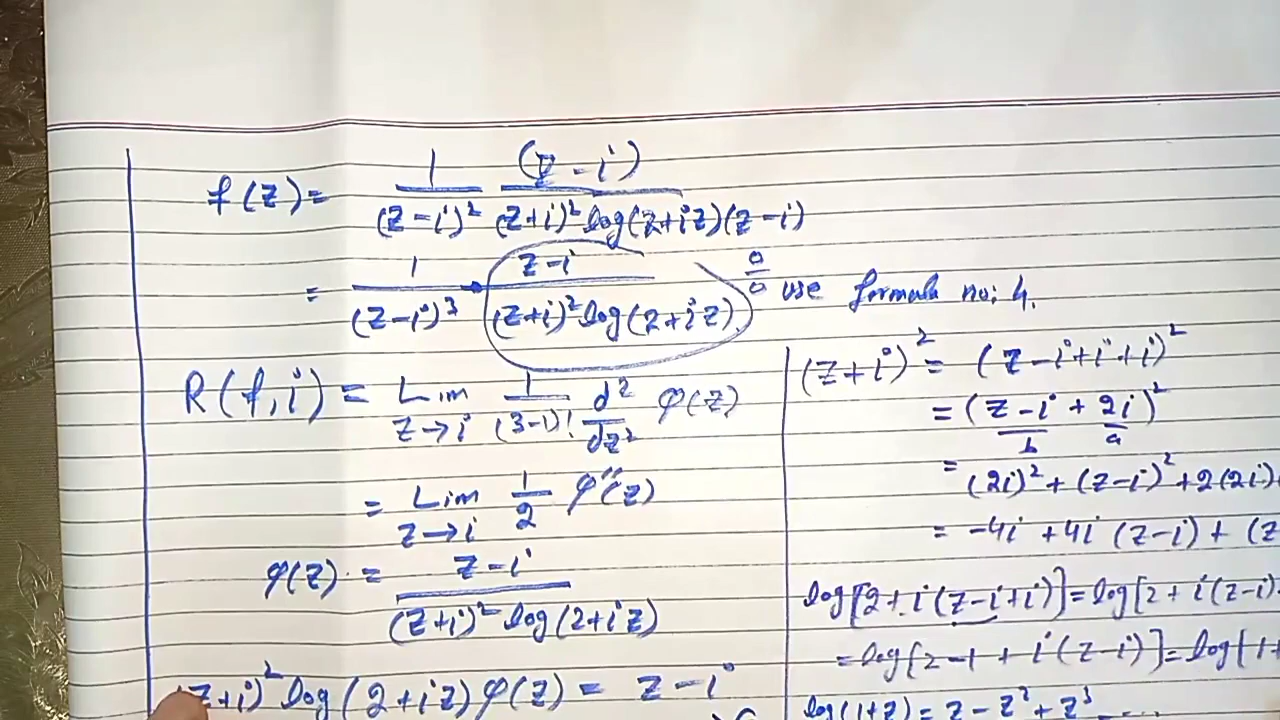 f(z) = 1/(z-i)² (z-i)/((z+i)² log(2+iz)(z-i))
= 1/(z-i)³ · z-i/((z+i)² log(2+iz)) 0/0 use formula no: 4.
R(f,i) = Lim z→i 1/(3-1)! d²/dz² φ(z)
= Lim z→i 1/2 φ''(z)
φ(z) = z-i/((z+i)² log(2+iz))
(z+i)² log(2+iz) φ(z) = z-i
(z+i)² = (z-i+i+i)²
= (z-i + 2i)²
b a
= (2i)² + (z-i)² + 2(2i)
= -4i + 4i (z-i) + (z
log[2+i(z-i+i)] = log[2+i(z-i)
= log[2-1+i(z-i)] = log[1+
log(1+z) = z - z² + z³